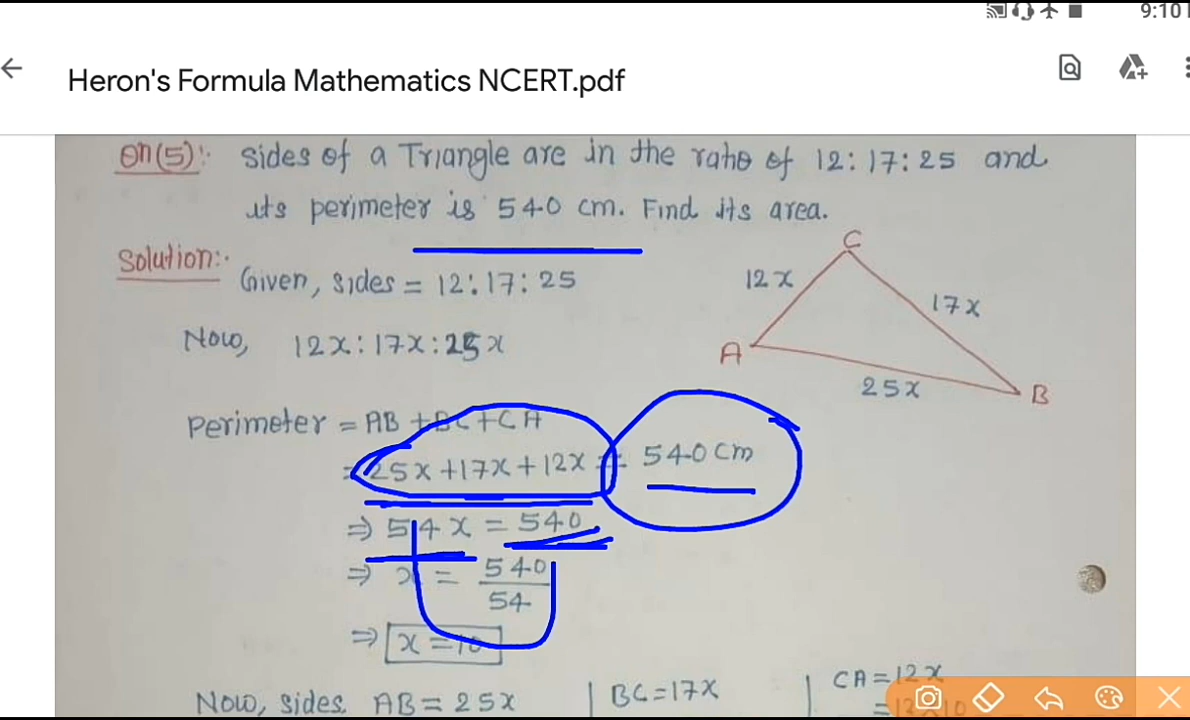 9:10
Heron's Formula Mathematics NCERT.pdf
Qn(5):- Sides of a Triangle are in the ratio of 12:17:25 and
its perimeter is 540 cm. Find its area.
Solution:-
Given, sides = 12:17:25
Now, 12x:17x:25x
C
12x
17x
A
25x
B
Perimeter = AB + BC + CA
= 25x + 17x + 12x = 540 cm
⇒ 54x = 540
⇒ x = 540/54
⇒ x = 10
Now, sides, AB = 25x | BC = 17x | CA = 12x
= 12×10